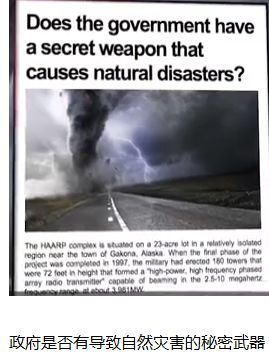 Does the government have
a secret weapon that
causes natural disasters?
The HAARP complex is situated on a 23-acre lot in a relatively isolated
region near the town of Gakona, Alaska. When the final phase of the
project was completed in 1997, the military had erected 180 towers that
were 72 feet in height that formed a "high-power, high frequency phased
array radio transmitter" capable of beaming in the 2.5-10 megahertz
frequency range, at about 3.981MW.
政府是否有导致自然灾害的秘密武器